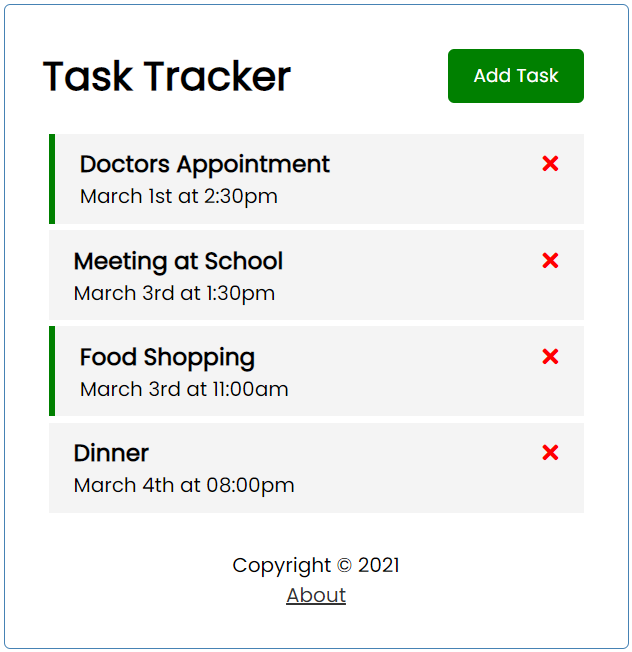 Task Tracker
Add Task
Doctors Appointment
March 1st at 2:30pm
Meeting at School
March 3rd at 1:30pm
Food Shopping
March 3rd at 11:00am
Dinner
March 4th at 08:00pm
Copyright © 2021
About